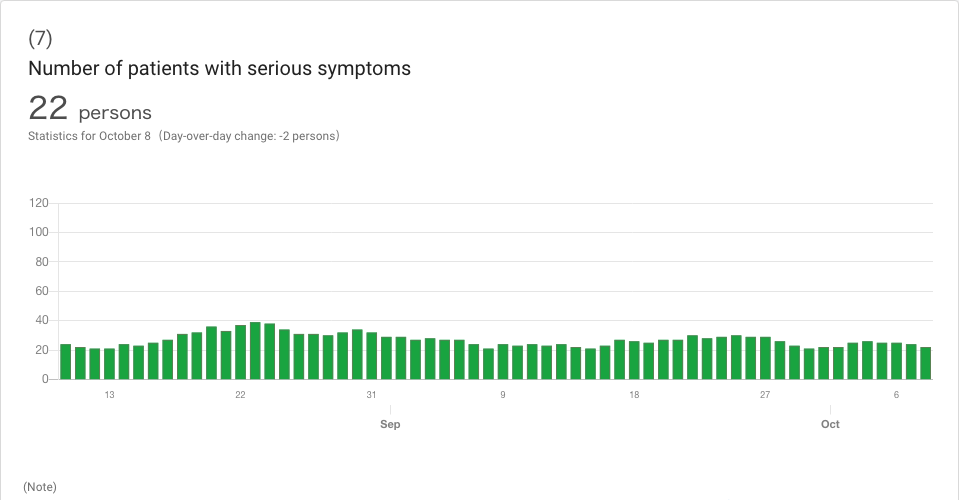 (7)
Number of patients with serious symptoms
22 persons
Statistics for October 8（Day-over-day change: -2 persons）
120
100
80
60
40
20
0
13 22 31 9 18 27 6
Sep Oct
(Note)